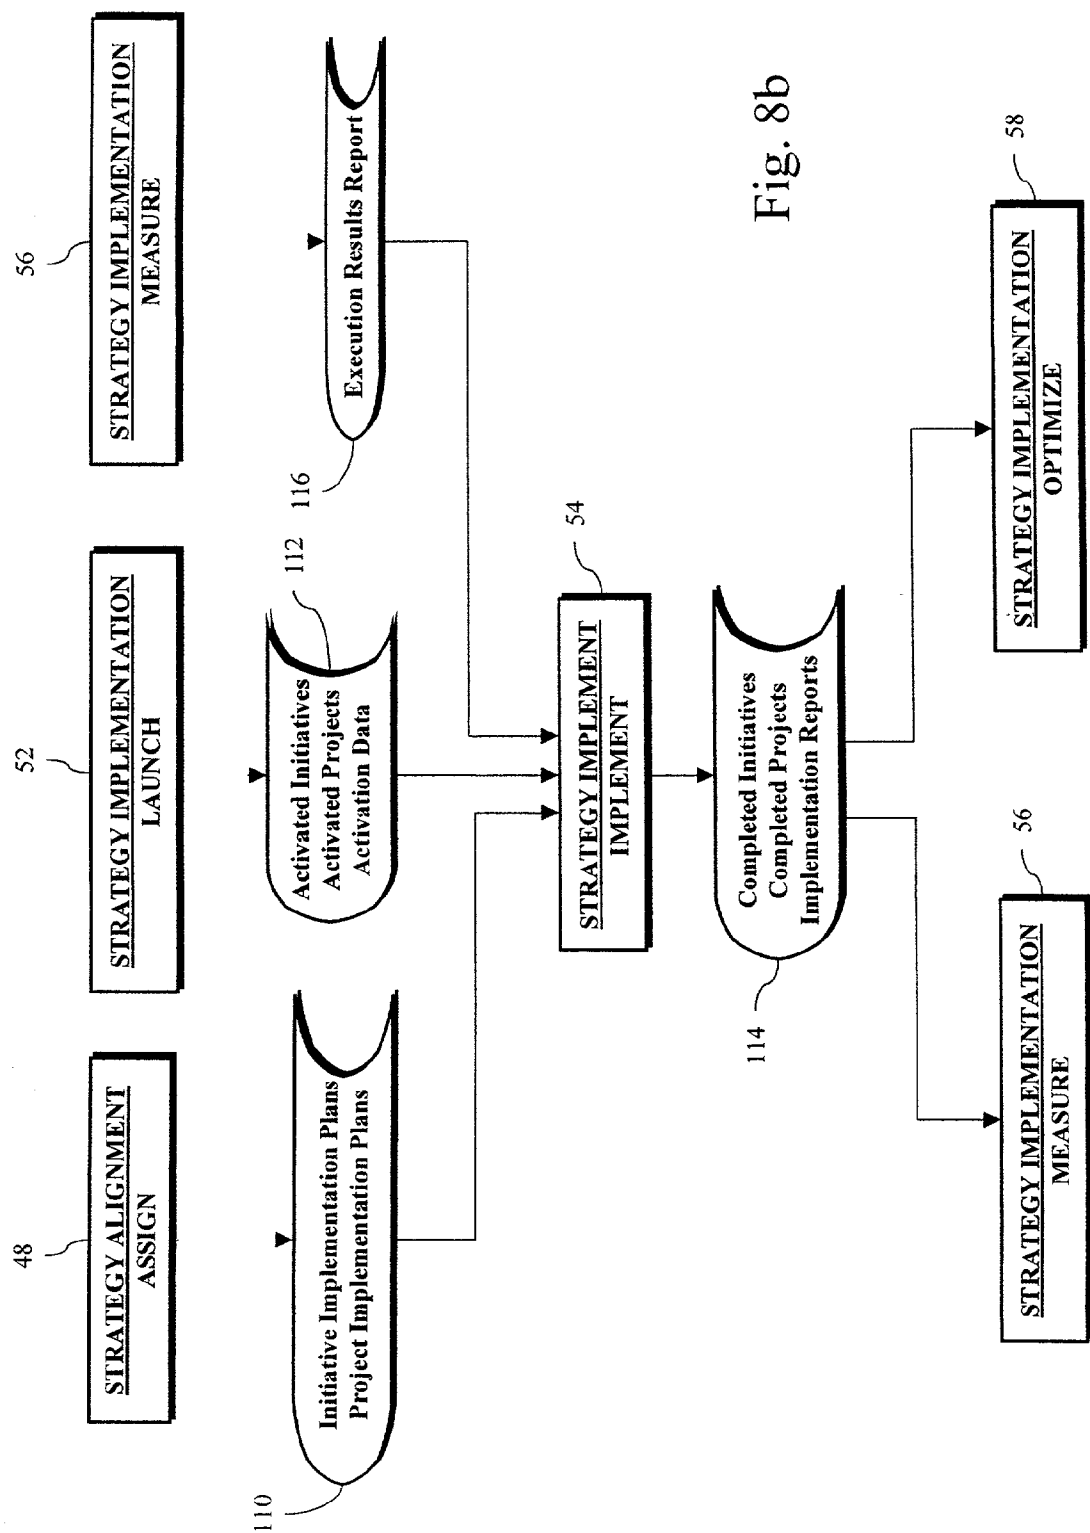 48
STRATEGY ALIGNMENT
ASSIGN
52
STRATEGY IMPLEMENTATION
LAUNCH
56
STRATEGY IMPLEMENTATION
MEASURE
110
Initiative Implementation Plans
Project Implementation Plans
112
Activated Initiatives
Activated Projects
Activation Data
116
Execution Results Report
54
STRATEGY IMPLEMENT
IMPLEMENT
114
Completed Initiatives
Completed Projects
Implementation Reports
Fig. 8b
56
STRATEGY IMPLEMENTATION
MEASURE
58
STRATEGY IMPLEMENTATION
OPTIMIZE